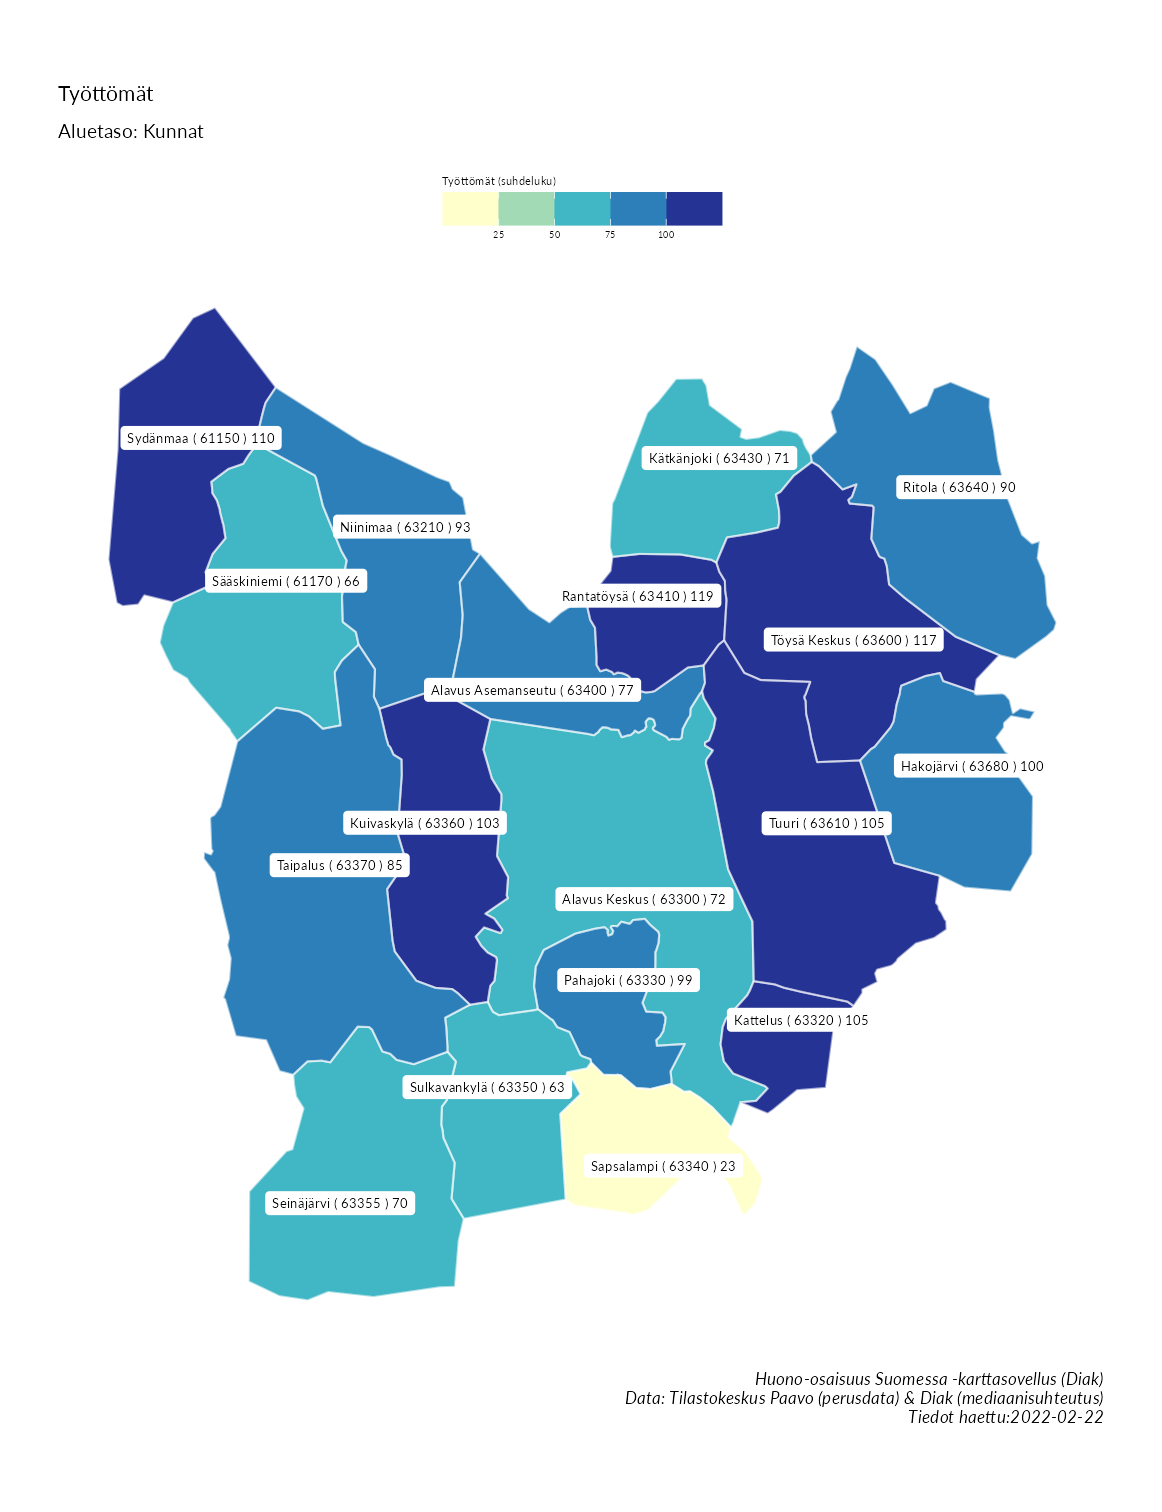 Työttömät
Aluetaso: Kunnat
Työttömät (suhdeluku)
25 50 75 100
Sydänmaa ( 61150 ) 110
Kätkänjoki ( 63430 ) 71
Ritola ( 63640 ) 90
Niinimaa ( 63210 ) 93
Sääskiniemi ( 61170 ) 66
Rantatöysä ( 63410 ) 119
Töysä Keskus ( 63600 ) 117
Alavus Asemanseutu ( 63400 ) 77
Hakojärvi ( 63680 ) 100
Kuivaskylä ( 63360 ) 103
Tuuri ( 63610 ) 105
Taipalus ( 63370 ) 85
Alavus Keskus ( 63300 ) 72
Pahajoki ( 63330 ) 99
Kattelus ( 63320 ) 105
Sulkavankylä ( 63350 ) 63
Sapsalampi ( 63340 ) 23
Seinäjärvi ( 63355 ) 70
Huono-osaisuus Suomessa -karttasovellus (Diak)
Data: Tilastokeskus Paavo (perusdata) & Diak (mediaanisuhteutus)
Tiedot haettu:2022-02-22